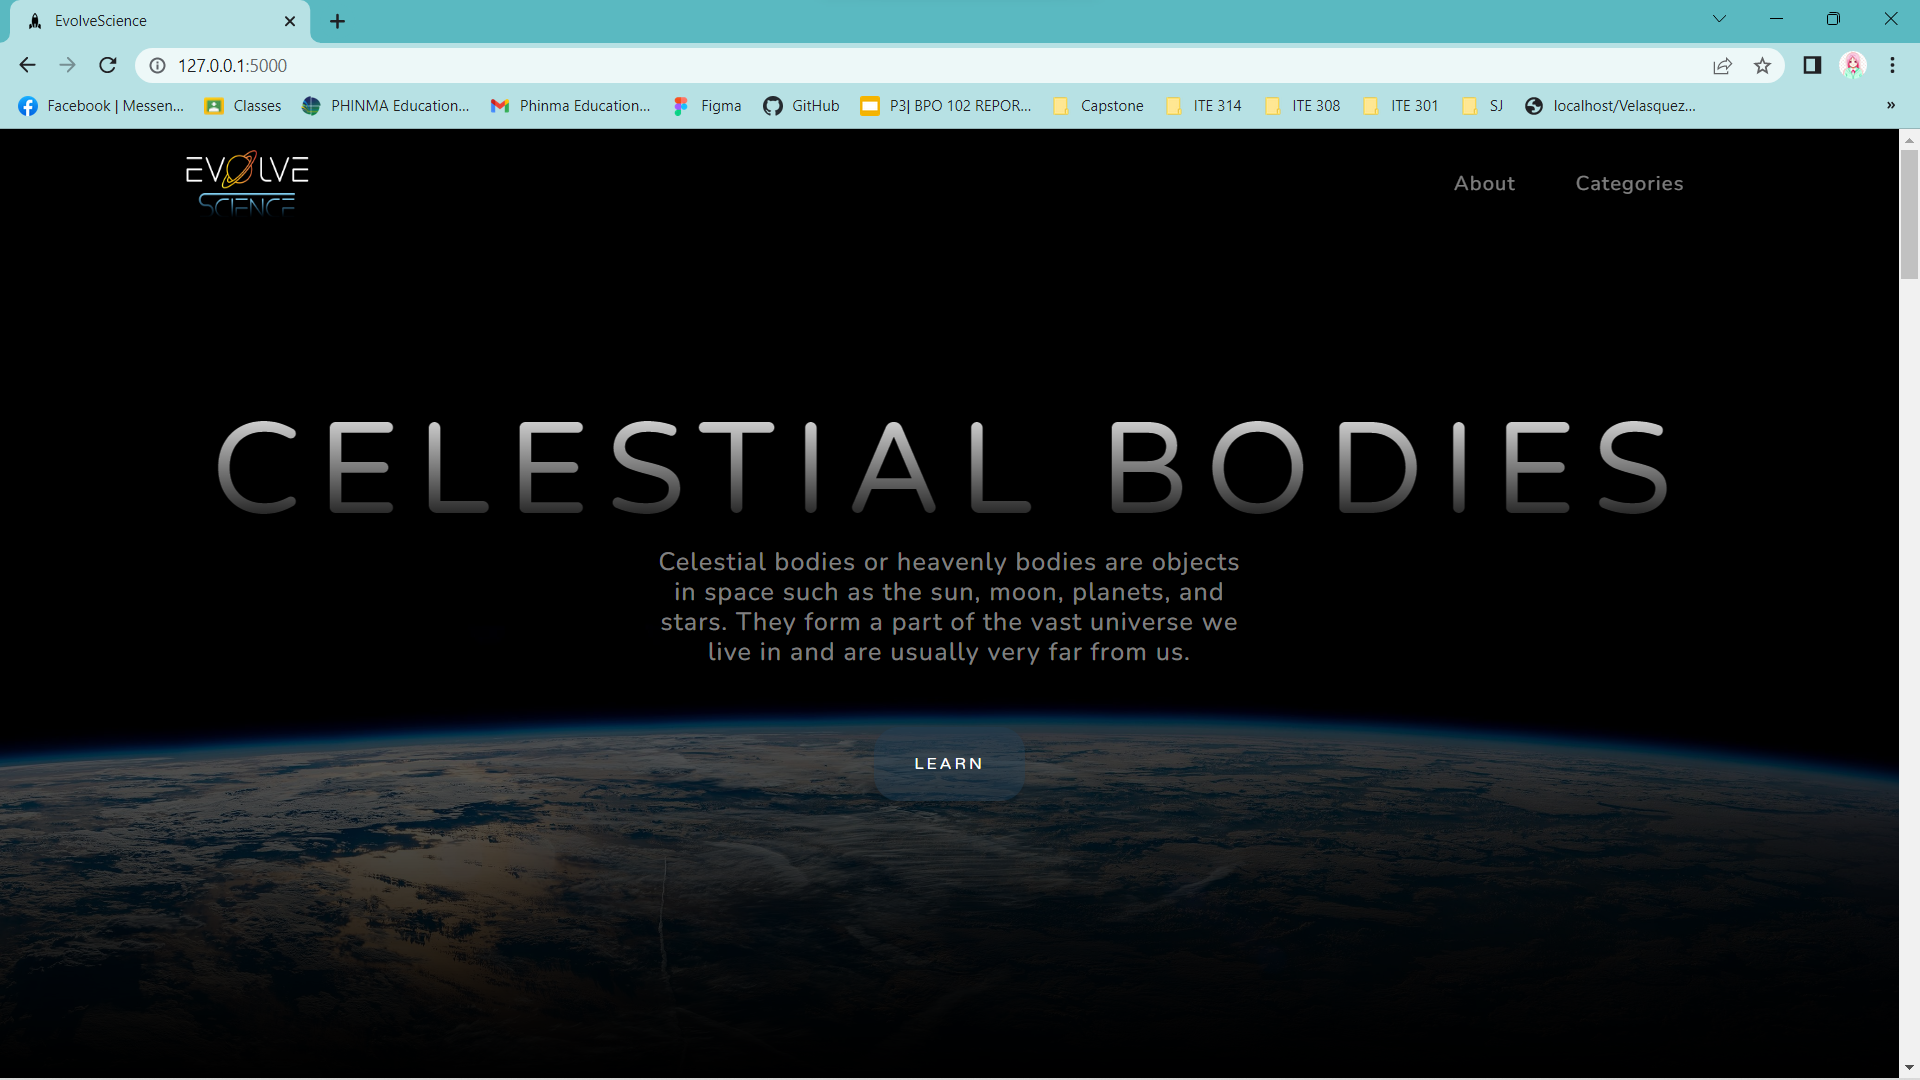 EvolveScience
127.0.0.1:5000
Facebook | Messen... Classes PHINMA Education... Phinma Education... Figma GitHub P3| BPO 102 REPOR... Capstone ITE 314 ITE 308 ITE 301 SJ localhost/Velasquez... »
EVOLVE
SCIENCE
About Categories
CELESTIAL BODIES
Celestial bodies or heavenly bodies are objects
in space such as the sun, moon, planets, and
stars. They form a part of the vast universe we
live in and are usually very far from us.
LEARN